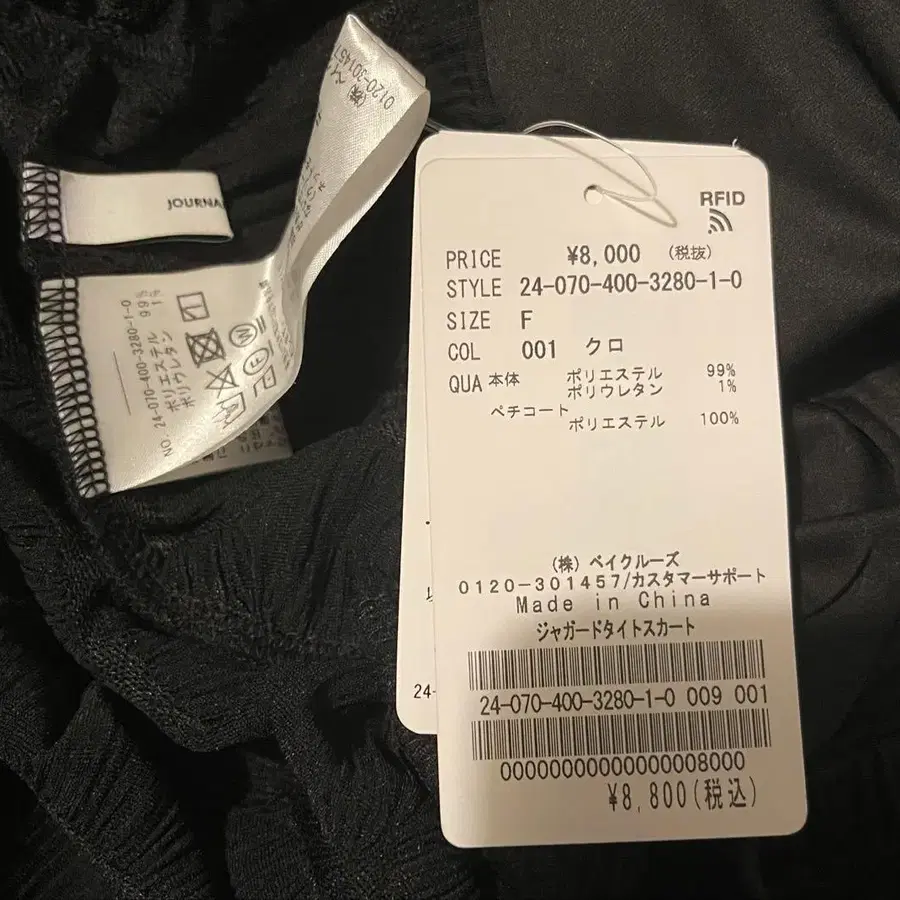 RFID
PRICE ¥8,000 (税抜)
STYLE 24-070-400-3280-1-0
SIZE F
COL 001 クロ
QUA 本体 ポリエステル 99%
ポリウレタン 1%
ペチコート
ポリエステル 100%
(株) ベイクルーズ
0120-301457/カスタマーサポート
Made in China
ジャガードタイトスカート
24-070-400-3280-1-0 009 001
00000000000000008000
¥8,800(税込)
24-
JOURNA
NO 24-070-400-3280-1-0
ポリエステル 99%
ポリウレタン 1%
0120-301457